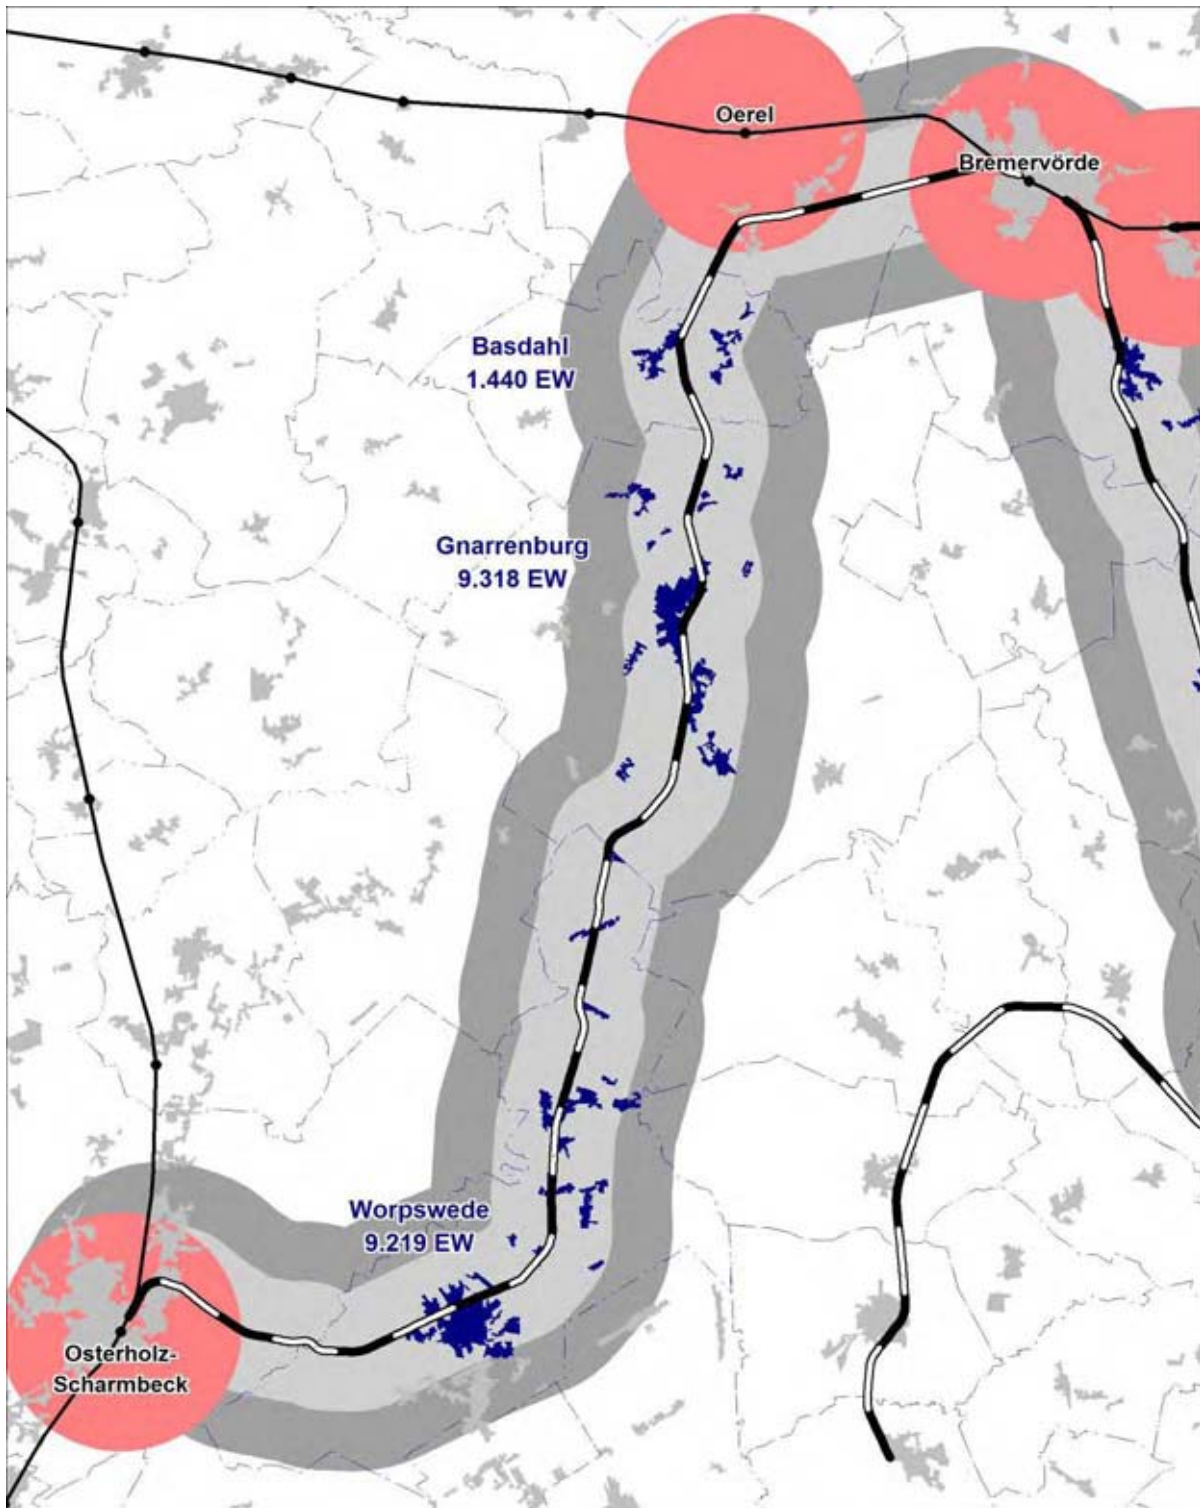 Oerel
Bremervörde
Basdahl
1.440 EW
Gnarrenburg
9.318 EW
Worpswede
9.219 EW
Osterholz-
Scharmbeck